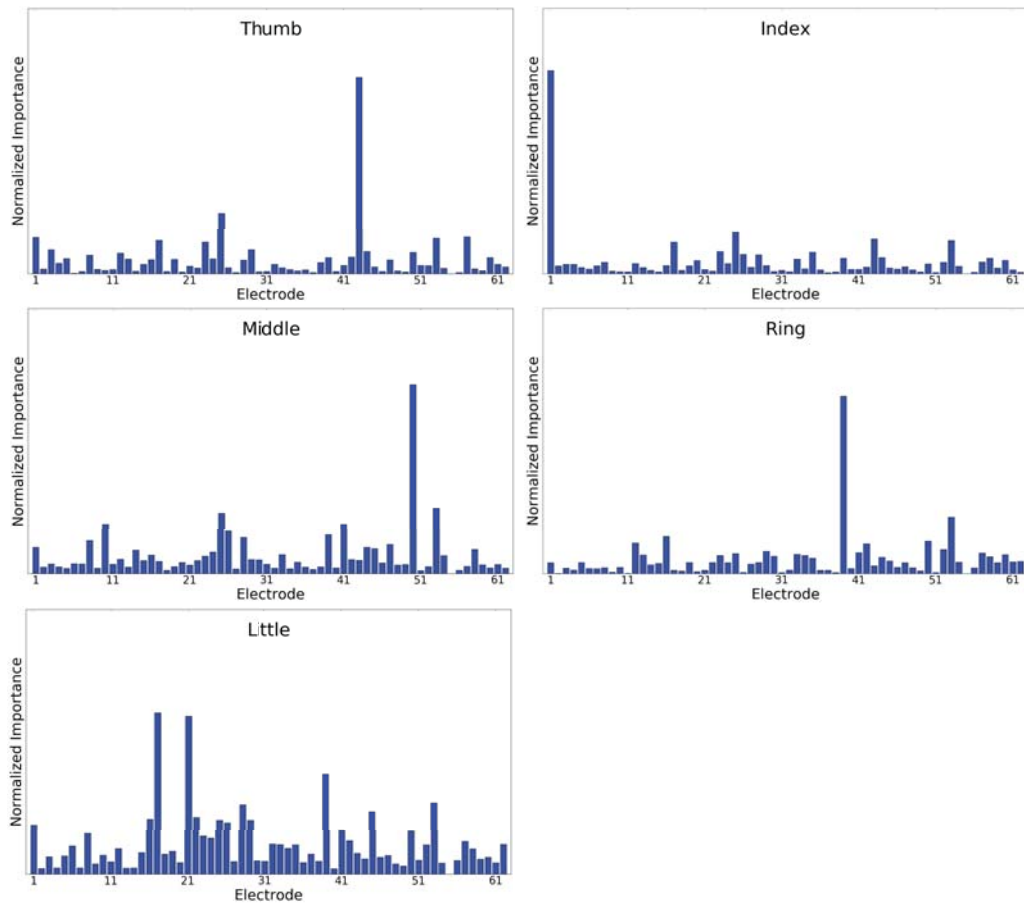 Thumb
Normalized Importance
1 11 21 31 41 51 61
Electrode
Index
Normalized Importance
1 11 21 31 41 51 61
Electrode
Middle
Normalized Importance
1 11 21 31 41 51 61
Electrode
Ring
Normalized Importance
1 11 21 31 41 51 61
Electrode
Little
Normalized Importance
1 11 21 31 41 51 61
Electrode